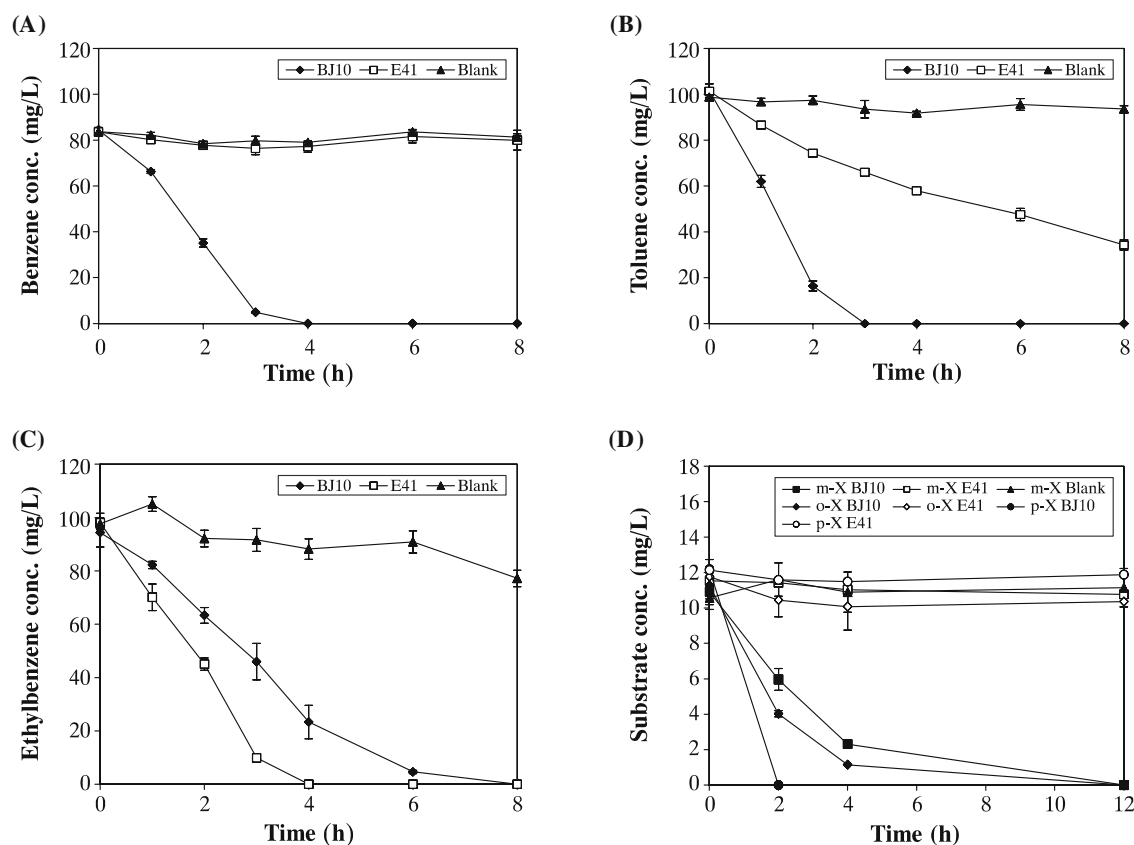 (A)
120
100
80
60
40
20
0
Benzene conc. (mg/L)
BJ10 E41 Blank
0 2 4 6 8
Time (h)
(B)
120
100
80
60
40
20
0
Toluene conc. (mg/L)
BJ10 E41 Blank
0 2 4 6 8
Time (h)
(C)
120
100
80
60
40
20
0
Ethylbenzene conc. (mg/L)
BJ10 E41 Blank
0 2 4 6 8
Time (h)
(D)
18
16
14
12
10
8
6
4
2
0
Substrate conc. (mg/L)
m-X BJ10 m-X E41 m-X Blank
o-X BJ10 o-X E41 p-X BJ10
p-X E41
0 2 4 6 8 10 12
Time (h)